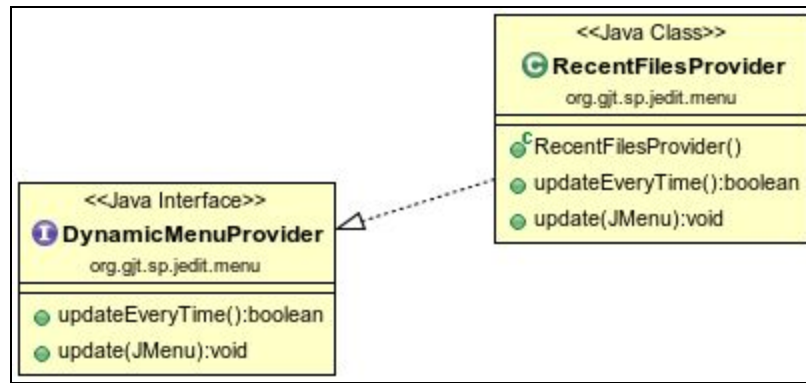 <<Java Class>>
C RecentFilesProvider
org.gjt.sp.jedit.menu
C RecentFilesProvider()
updateEveryTime():boolean
update(JMenu):void
<<Java Interface>>
I DynamicMenuProvider
org.gjt.sp.jedit.menu
updateEveryTime():boolean
update(JMenu):void